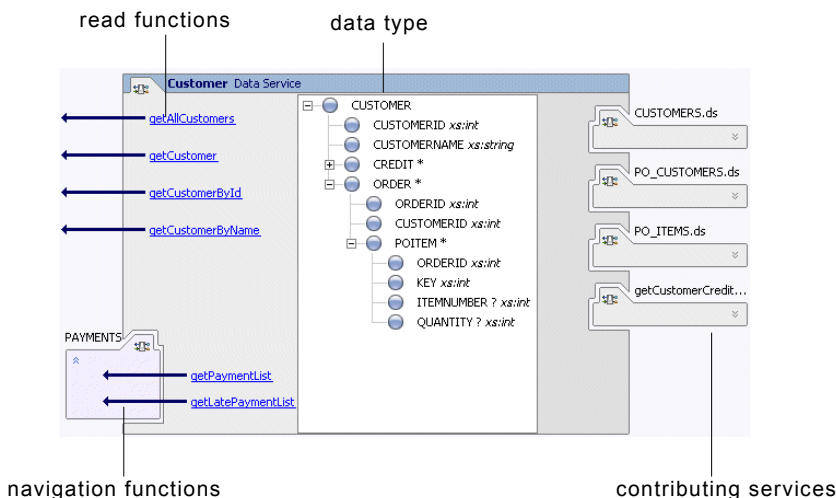 read functions
data type
Customer Data Service
getAllCustomers
getCustomer
getCustomerById
getCustomerByName
CUSTOMER
CUSTOMERID xs:int
CUSTOMERNAME xs:string
CREDIT *
ORDER *
ORDERID xs:int
CUSTOMERID xs:int
POITEM *
ORDERID xs:int
KEY xs:int
ITEMNUMBER ? xs:int
QUANTITY ? xs:int
CUSTOMERS.ds
PO_CUSTOMERS.ds
PO_ITEMS.ds
getCustomerCredit...
PAYMENTS
getPaymentList
getLatePaymentList
navigation functions
contributing services